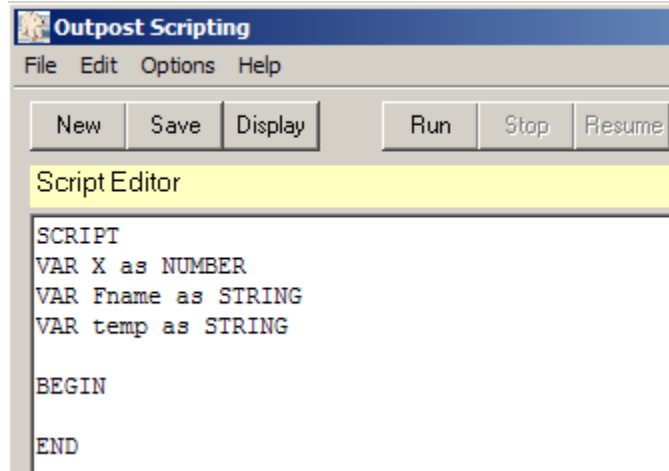 Outpost Scripting
File Edit Options Help
New Save Display Run Stop Resume
Script Editor
SCRIPT
VAR X as NUMBER
VAR Fname as STRING
VAR temp as STRING
BEGIN
END